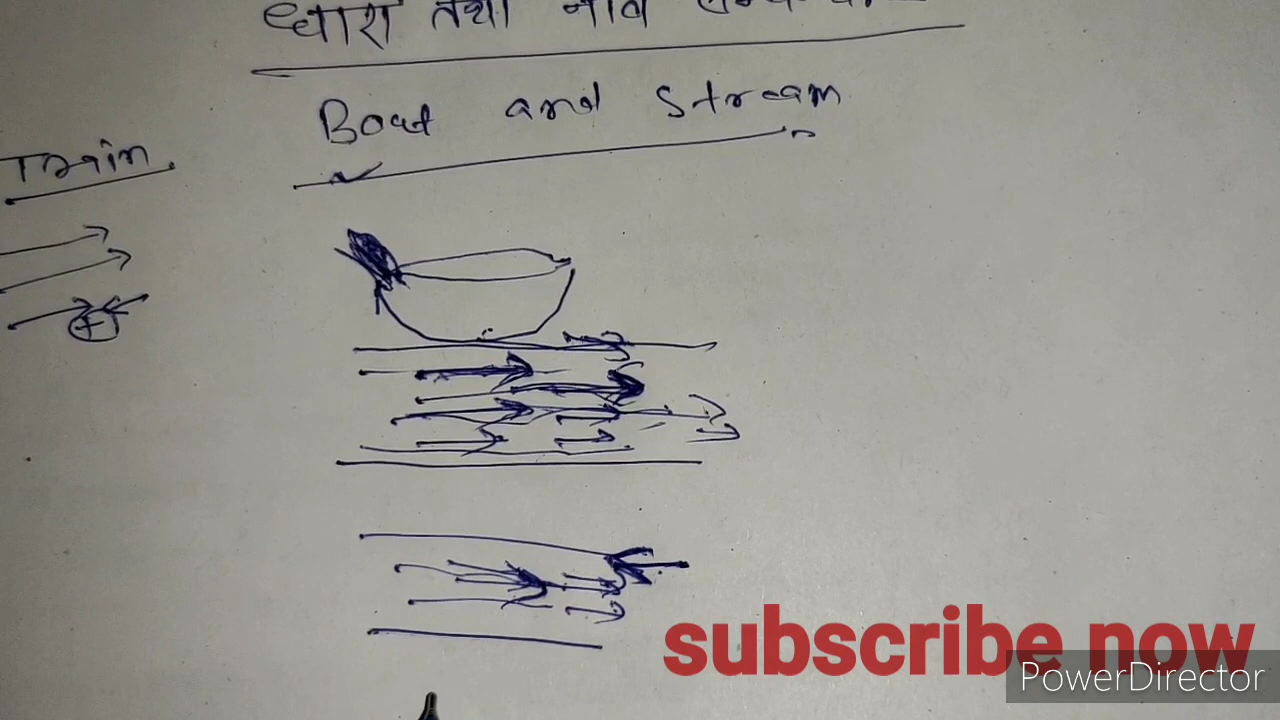 धारा तथा नाव
Boat and Stream
Train.
+
subscribe now
PowerDirector